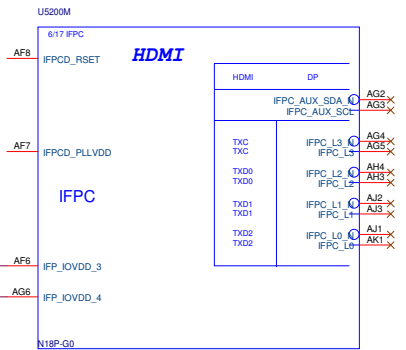 U5200M
6/17 IFPC
HDMI
AF8 IFPCD_RSET
HDMI DP
IFPC_AUX_SDA_N AG2
IFPC_AUX_SCL AG3
TXC IFPC_L3_N AG4
TXC IFPC_L3 AG5
AF7 IFPCD_PLLVDD
TXD0 IFPC_L2_N AH4
TXD0 IFPC_L2 AH3
IFPC
TXD1 IFPC_L1_N AJ2
TXD1 IFPC_L1 AJ3
TXD2 IFPC_L0_N AJ1
TXD2 IFPC_L0 AK1
AF6 IFP_IOVDD_3
AG6 IFP_IOVDD_4
N18P-G0